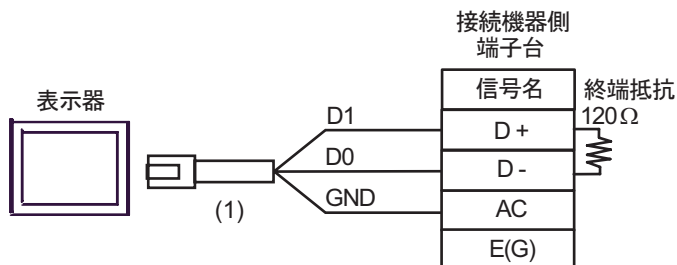 接続機器側
端子台
表示器
信号名
終端抵抗
120Ω
D1
D +
D0
D -
GND
AC
(1)
E(G)